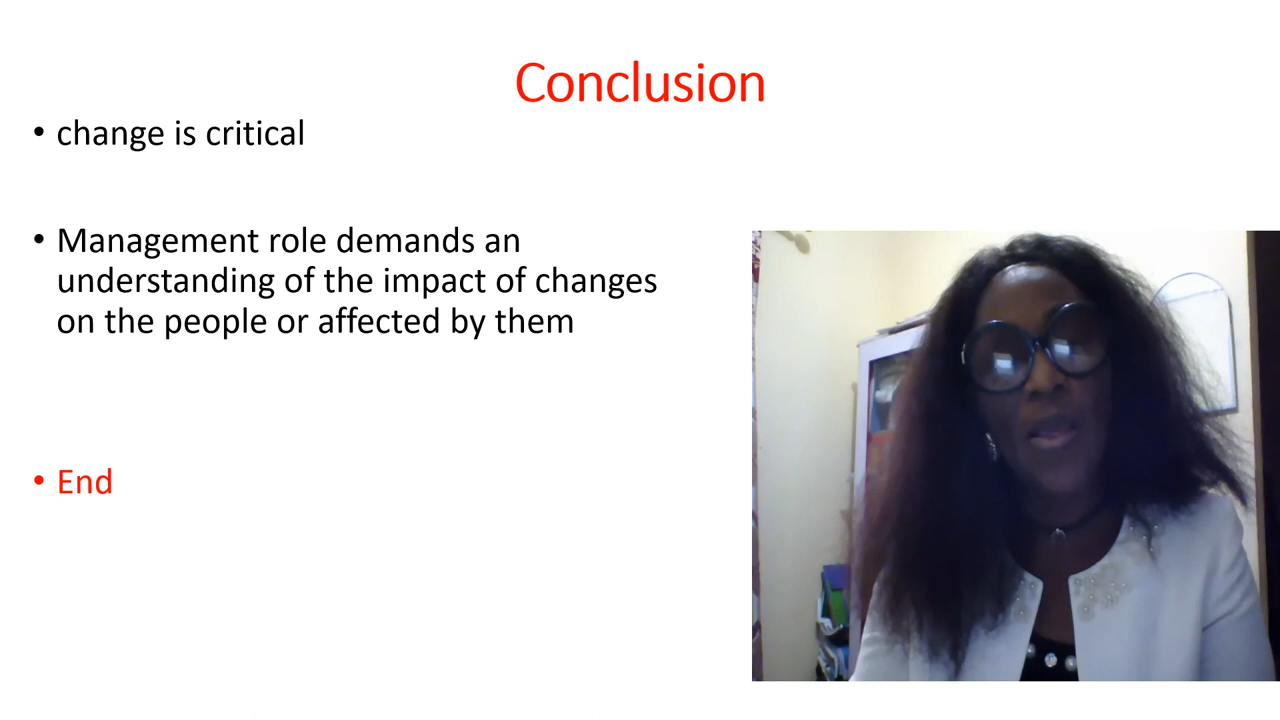 Conclusion
• change is critical
• Management role demands an
understanding of the impact of changes
on the people or affected by them
• End